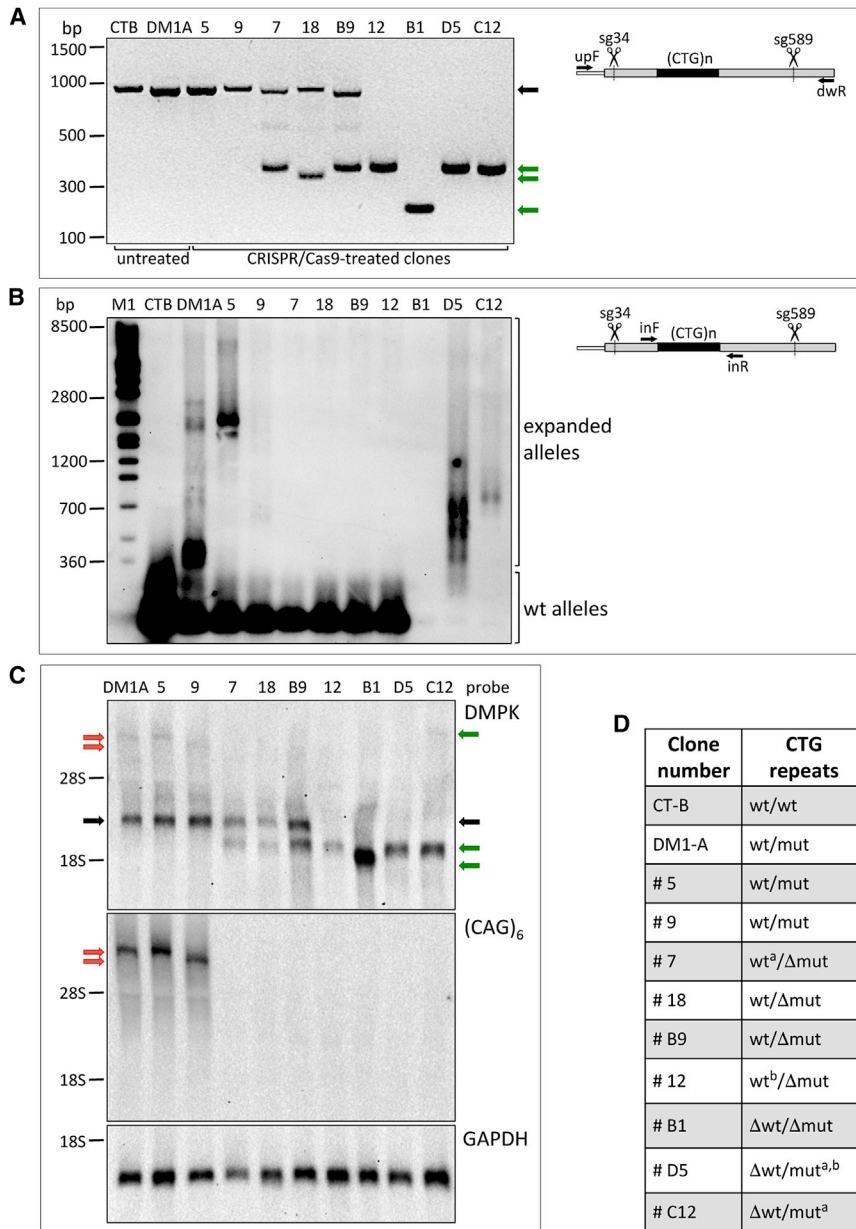 A
bp CTB DM1A 5 9 7 18 B9 12 B1 D5 C12
1500
1000
500
300
100
untreated CRISPR/Cas9-treated clones
sg34 sg589
upF (CTG)n
dwR
B
bp M1 CTB DM1A 5 9 7 18 B9 12 B1 D5 C12
8500
2800
1200
700
360
expanded
alleles
wt alleles
sg34 sg589
inF (CTG)n
inR
C
DM1A 5 9 7 18 B9 12 B1 D5 C12 probe
DMPK
28S
18S
(CAG)6
28S
18S
18S
GAPDH
D
Clone number CTG repeats
CT-B wt/wt
DM1-A wt/mut
# 5 wt/mut
# 9 wt/mut
# 7 wtᵃ/Δmut
# 18 wt/Δmut
# B9 wt/Δmut
# 12 wtᵇ/Δmut
# B1 Δwt/Δmut
# D5 Δwt/mutᵃ,ᵇ
# C12 Δwt/mutᵃ